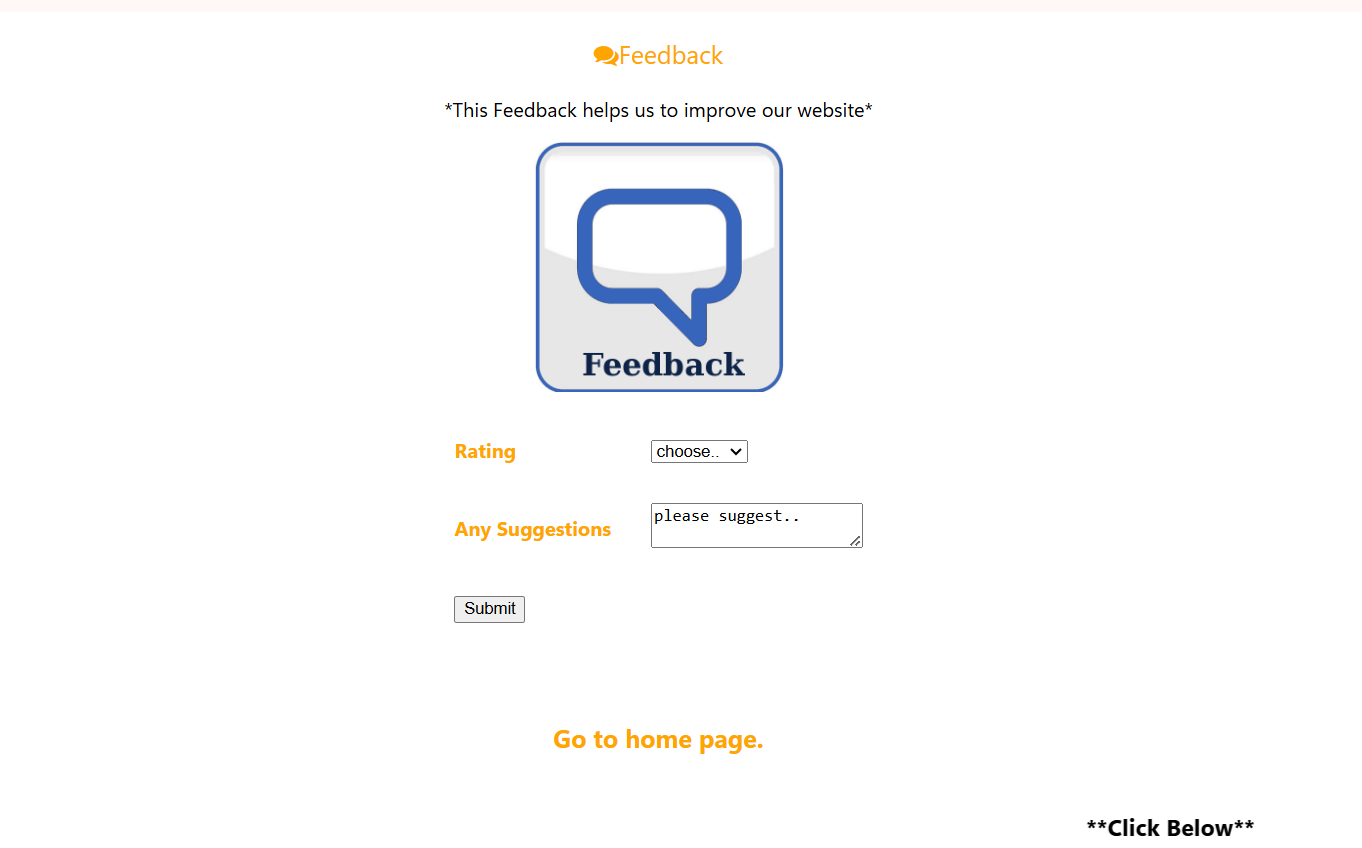 Feedback
*This Feedback helps us to improve our website*
Feedback
Rating choose..
Any Suggestions please suggest..
Submit
Go to home page.
**Click Below**